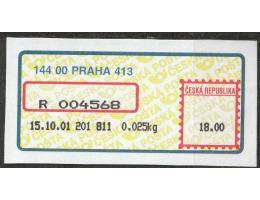 144 00 PRAHA 413
R 004568
ČESKÁ REPUBLIKA
15.10.01 201 811 0.025kg
18.00